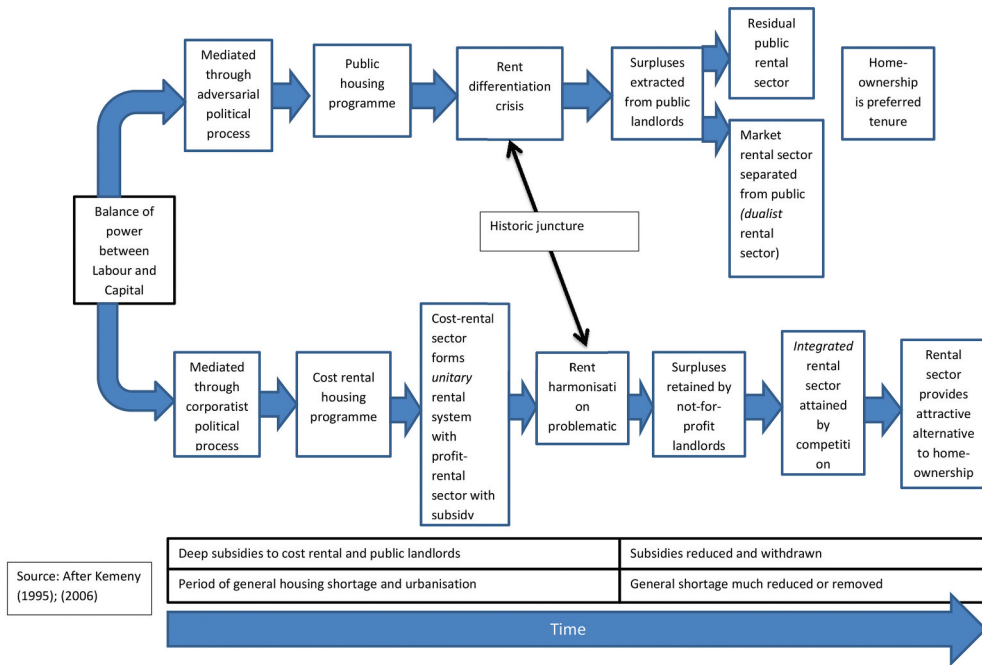 Mediated
through
adversarial
political
process
Public
housing
programme
Rent
differentiation
crisis
Surpluses
extracted
from public
landlords
Residual
public
rental
sector
Market
rental sector
separated
from public
(dualist
rental
sector)
Home-
ownership
is preferred
tenure
Balance of
power
between
Labour and
Capital
Historic juncture
Mediated
through
corporatist
political
process
Cost rental
housing
programme
Cost-rental
sector
forms
unitary
rental
system
with
profit-
rental
sector with
subsidy
Rent
harmonisati
on
problematic
Surpluses
retained by
not-for-
profit
landlords
Integrated
rental
sector
attained
by
competiti
on
Rental
sector
provides
attractive
alternative
to home-
ownership
Source: After Kemeny
(1995); (2006)
Deep subsidies to cost rental and public landlords
Subsidies reduced and withdrawn
Period of general housing shortage and urbanisation
General shortage much reduced or removed
Time